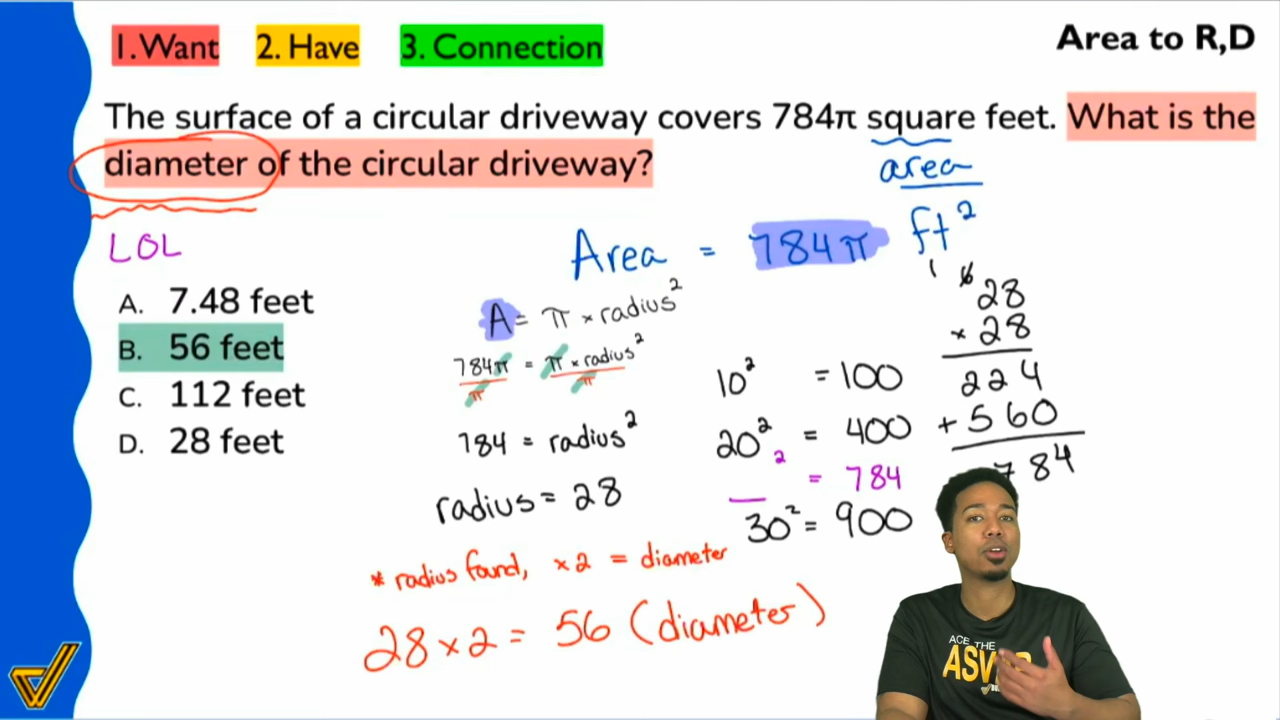 1. Want 2. Have 3. Connection
Area to R,D
The surface of a circular driveway covers 784π square feet. What is the
diameter of the circular driveway?
area
LOL
Area = 784π ft²
A. 7.48 feet
B. 56 feet
C. 112 feet
D. 28 feet
A = π × radius²
784π = π × radius²
π π
784 = radius²
radius = 28
10² = 100
20² = 400
__² = 784
30² = 900
1 6
28
× 28
224
+ 560
784
* radius found, ×2 = diameter
28 × 2 = 56 (diameter)
ACE THE